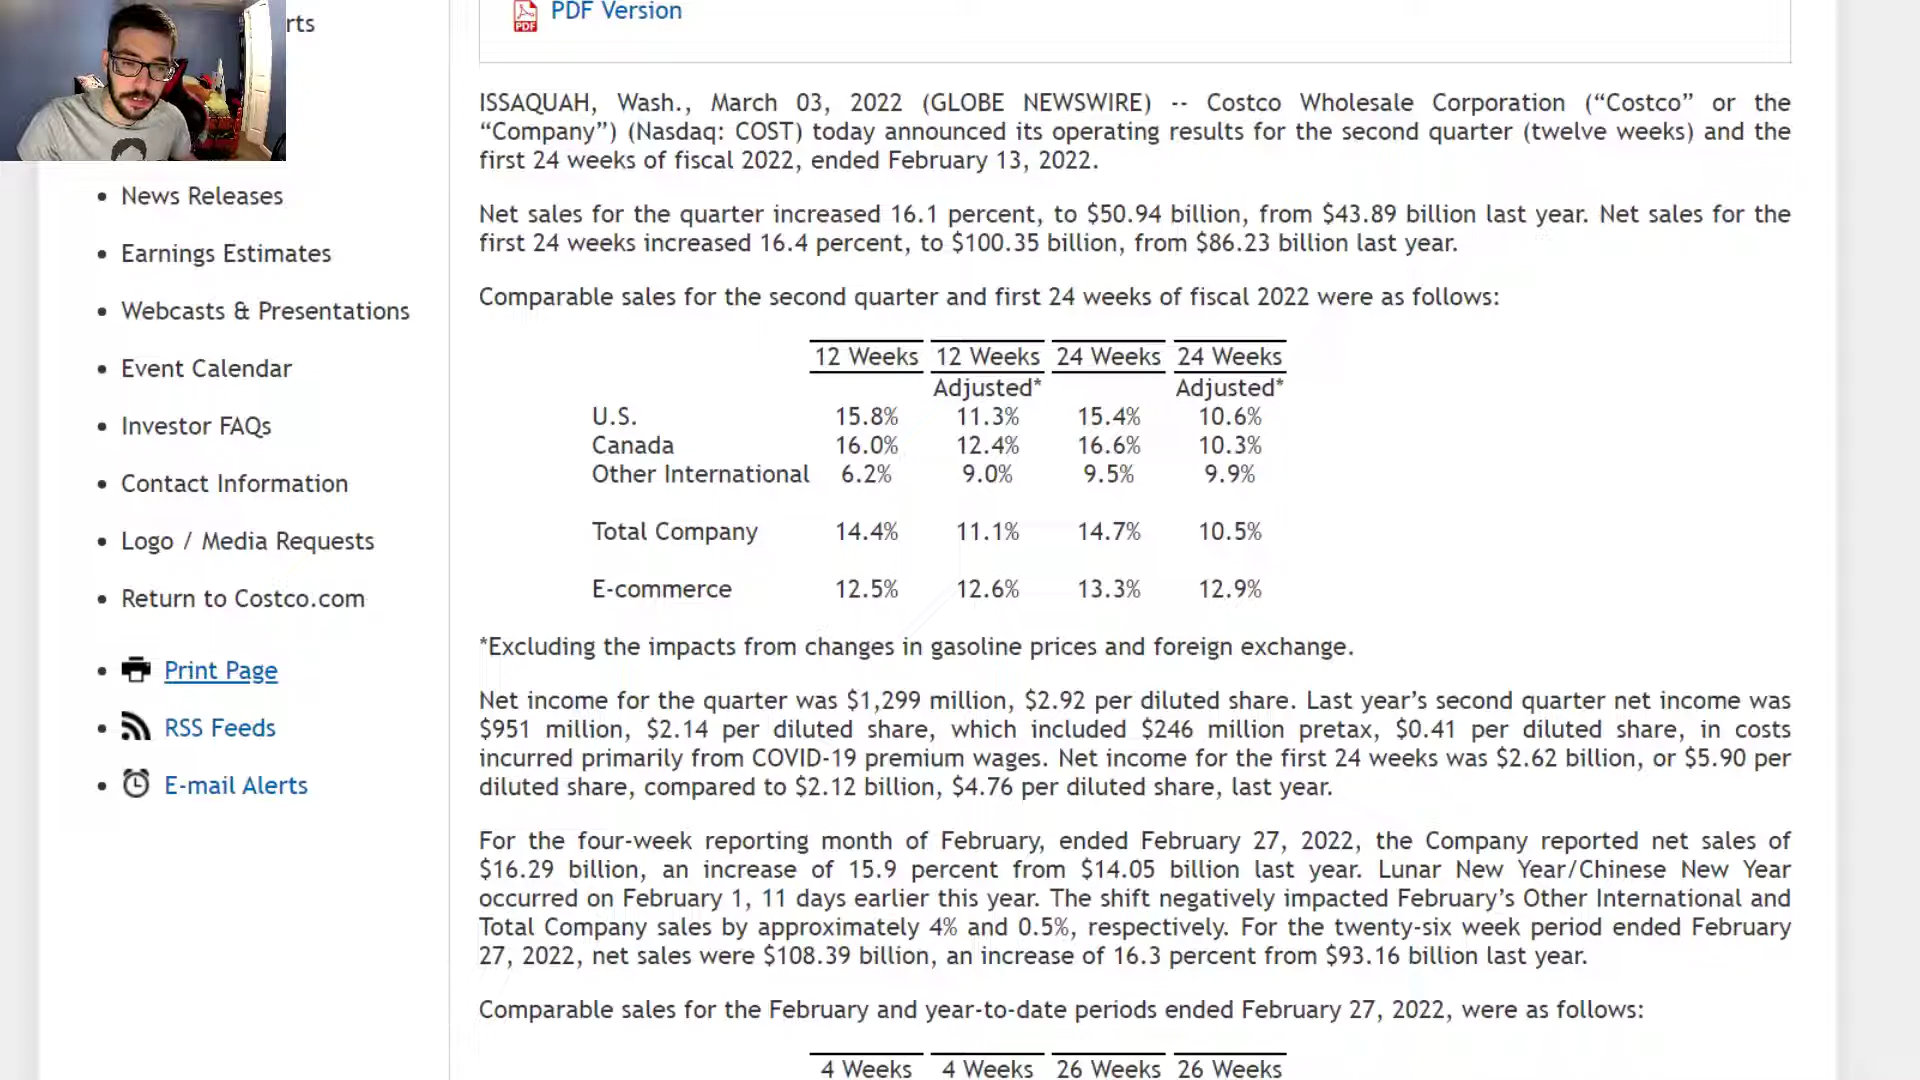 rts
News Releases
Earnings Estimates
Webcasts & Presentations
Event Calendar
Investor FAQs
Contact Information
Logo / Media Requests
Return to Costco.com
Print Page
RSS Feeds
E-mail Alerts
PDF
PDF Version
ISSAQUAH, Wash., March 03, 2022 (GLOBE NEWSWIRE) -- Costco Wholesale Corporation (“Costco” or the
“Company”) (Nasdaq: COST) today announced its operating results for the second quarter (twelve weeks) and the
first 24 weeks of fiscal 2022, ended February 13, 2022.
Net sales for the quarter increased 16.1 percent, to $50.94 billion, from $43.89 billion last year. Net sales for the
first 24 weeks increased 16.4 percent, to $100.35 billion, from $86.23 billion last year.
Comparable sales for the second quarter and first 24 weeks of fiscal 2022 were as follows:
12 Weeks 12 Weeks 24 Weeks 24 Weeks
Adjusted* Adjusted*
U.S. 15.8% 11.3% 15.4% 10.6%
Canada 16.0% 12.4% 16.6% 10.3%
Other International 6.2% 9.0% 9.5% 9.9%
Total Company 14.4% 11.1% 14.7% 10.5%
E-commerce 12.5% 12.6% 13.3% 12.9%
*Excluding the impacts from changes in gasoline prices and foreign exchange.
Net income for the quarter was $1,299 million, $2.92 per diluted share. Last year’s second quarter net income was
$951 million, $2.14 per diluted share, which included $246 million pretax, $0.41 per diluted share, in costs
incurred primarily from COVID-19 premium wages. Net income for the first 24 weeks was $2.62 billion, or $5.90 per
diluted share, compared to $2.12 billion, $4.76 per diluted share, last year.
For the four-week reporting month of February, ended February 27, 2022, the Company reported net sales of
$16.29 billion, an increase of 15.9 percent from $14.05 billion last year. Lunar New Year/Chinese New Year
occurred on February 1, 11 days earlier this year. The shift negatively impacted February’s Other International and
Total Company sales by approximately 4% and 0.5%, respectively. For the twenty-six week period ended February
27, 2022, net sales were $108.39 billion, an increase of 16.3 percent from $93.16 billion last year.
Comparable sales for the February and year-to-date periods ended February 27, 2022, were as follows:
4 Weeks 4 Weeks 26 Weeks 26 Weeks